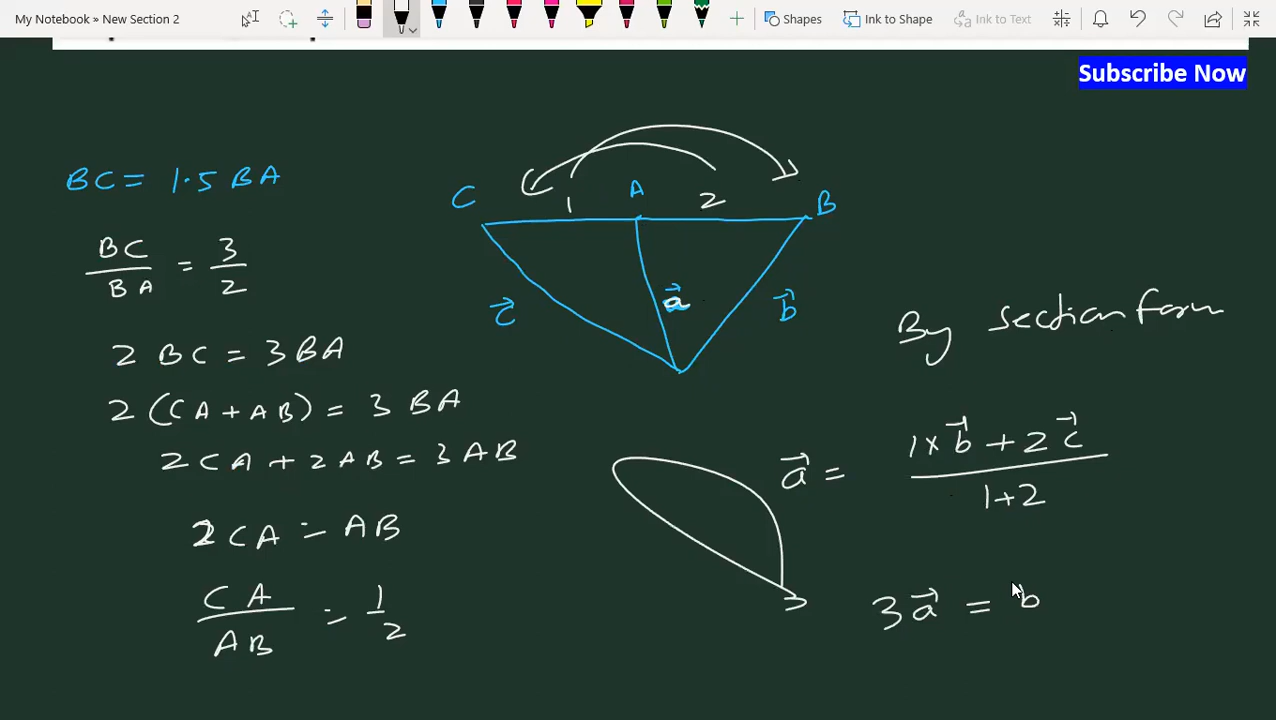 My Notebook » New Section 2
Shapes
Ink to Shape
Ink to Text
Subscribe Now
BC = 1.5 BA
BC / BA = 3 / 2
2 BC = 3 BA
2 (CA + AB) = 3 BA
2 CA + 2 AB = 3 AB
2 CA = AB
CA / AB = 1 / 2
C 1 A 2 B
c⃗ a⃗ b⃗
By section form
a⃗ = (1 × b⃗ + 2 c⃗) / (1+2)
3 a⃗ = b